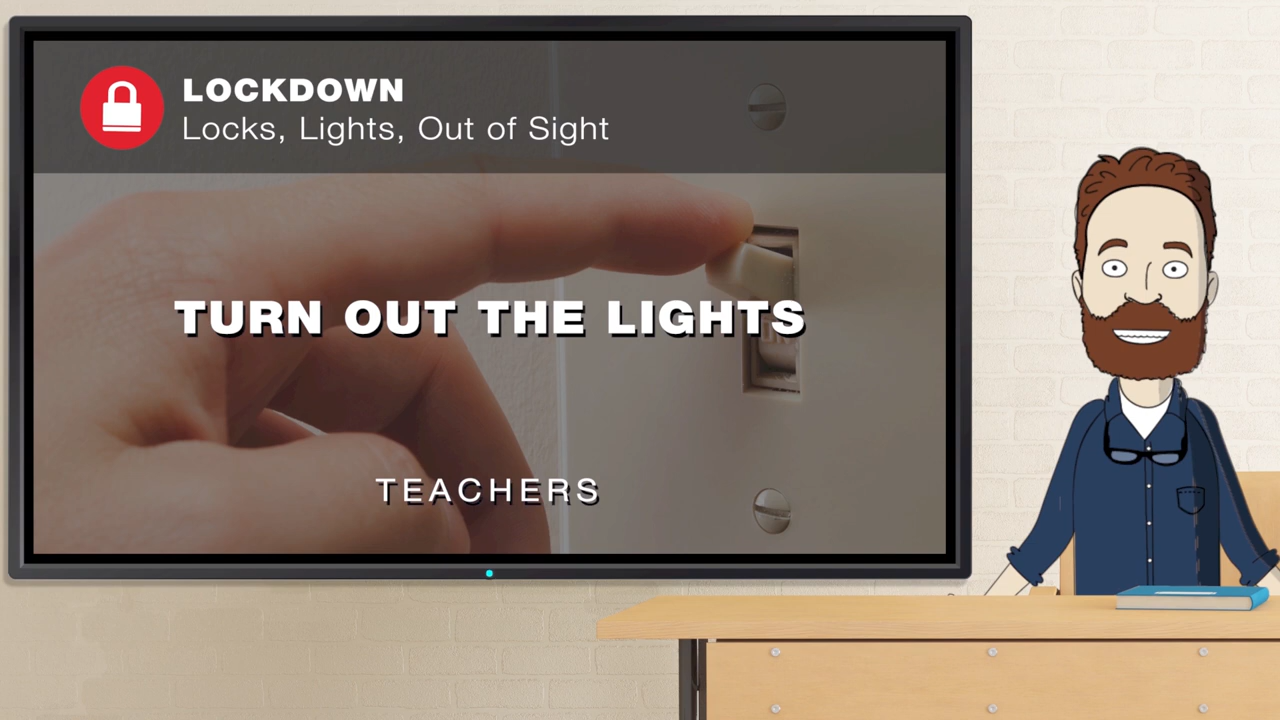 LOCKDOWN
Locks, Lights, Out of Sight
TURN OUT THE LIGHTS
TEACHERS